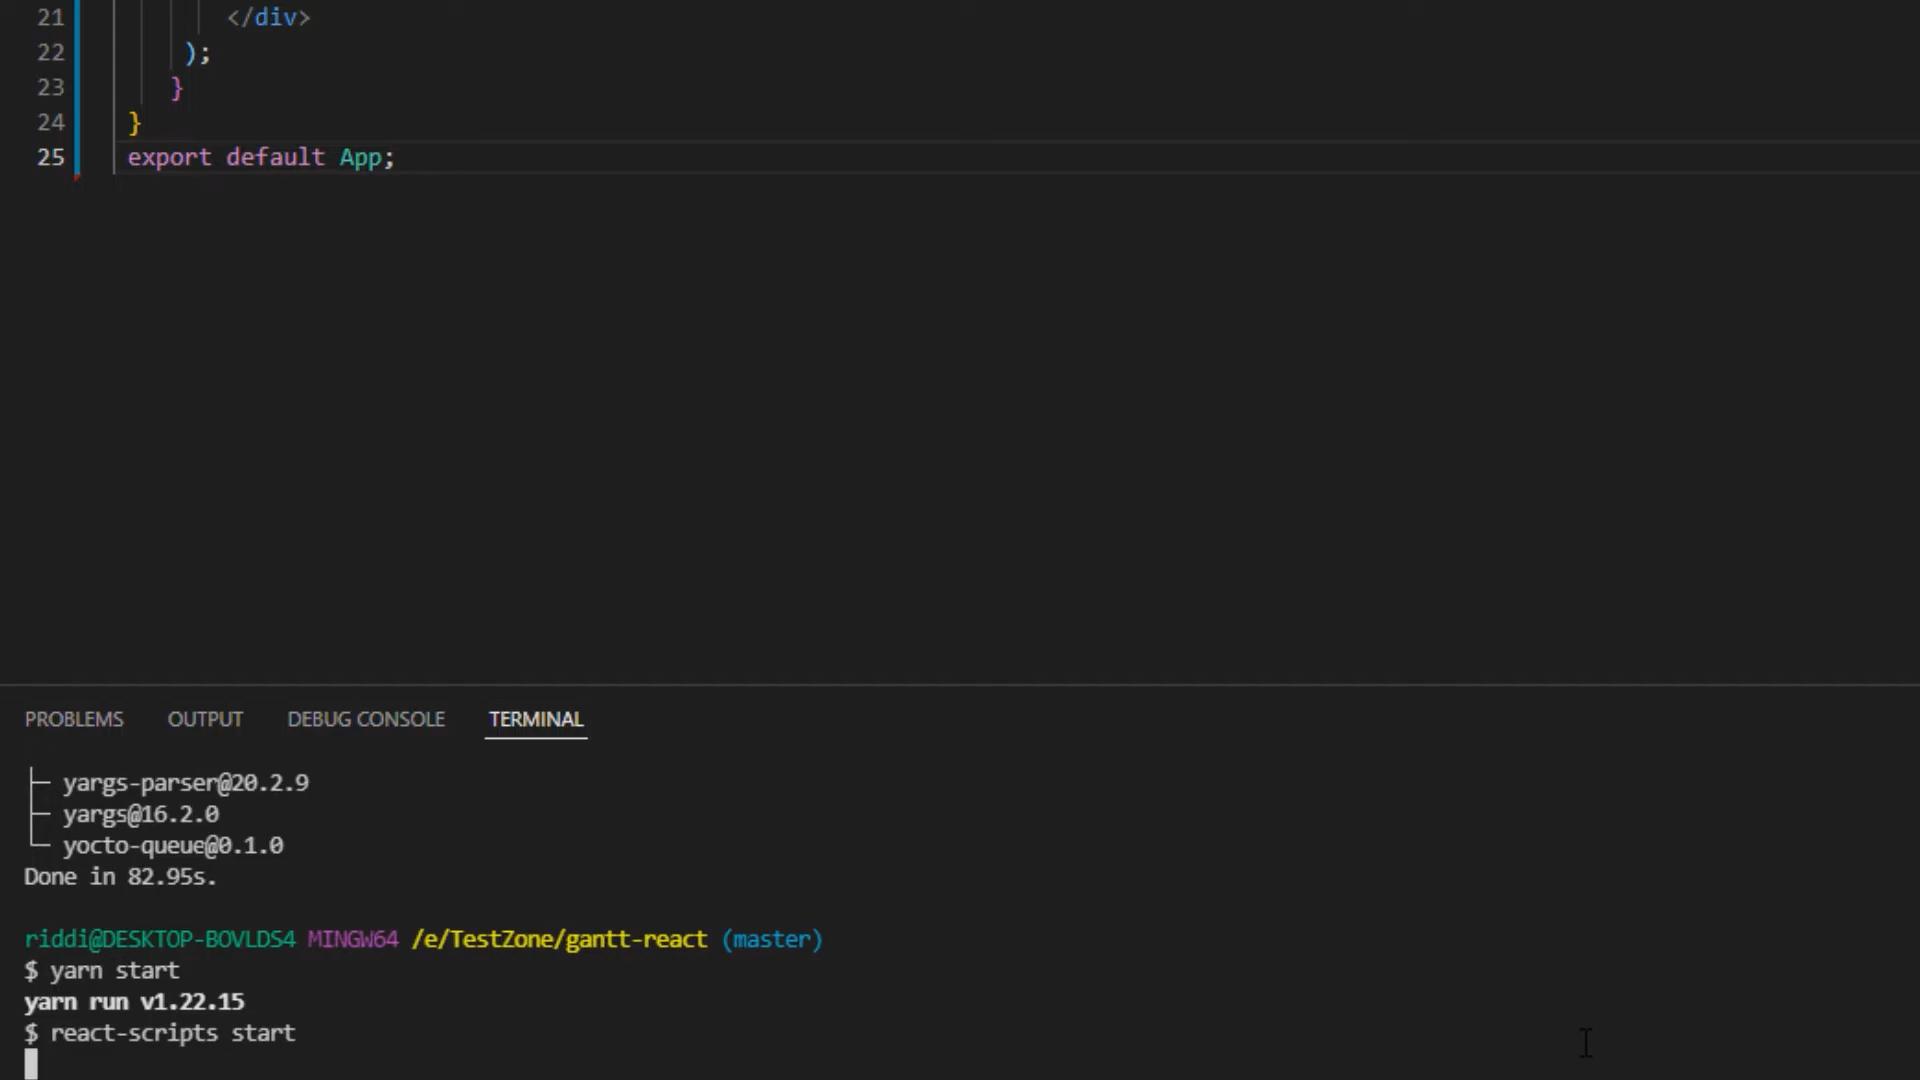 21 </div>
22 );
23 }
24 }
25 export default App;
PROBLEMS OUTPUT DEBUG CONSOLE TERMINAL
├─ yargs-parser@20.2.9
├─ yargs@16.2.0
└─ yocto-queue@0.1.0
Done in 82.95s.
riddi@DESKTOP-BOVLDS4 MINGW64 /e/TestZone/gantt-react (master)
$ yarn start
yarn run v1.22.15
$ react-scripts start